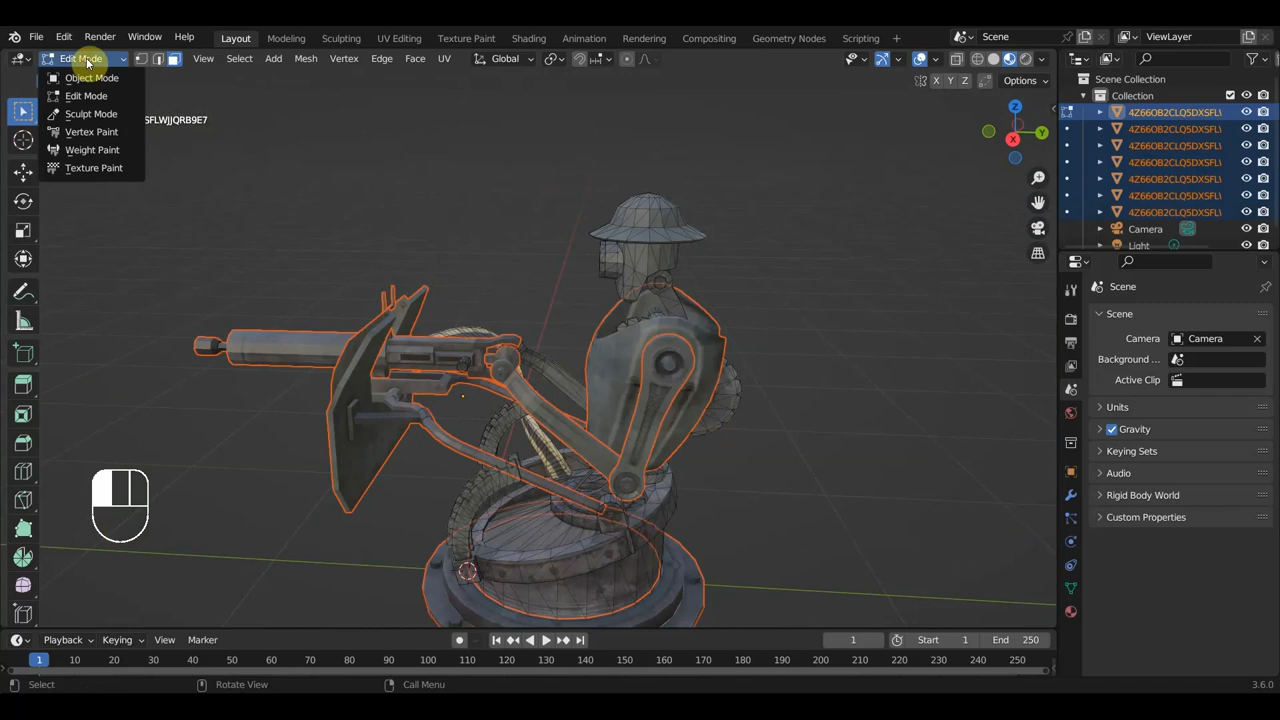 File Edit Render Window Help Layout Modeling Sculpting UV Editing Texture Paint Shading Animation Rendering Compositing Geometry Nodes Scripting Scene ViewLayer
Edit Mode View Select Add Mesh Vertex Edge Face UV Global
Object Mode
Edit Mode
Sculpt Mode
Vertex Paint
Weight Paint
Texture Paint
SFLWJJQRB9E7
X Y Z Options
Z
Y
X
Scene Collection
Collection
4Z66OB2CLQ5DXSFL\
4Z66OB2CLQ5DXSFL\
4Z66OB2CLQ5DXSFL\
4Z66OB2CLQ5DXSFL\
4Z66OB2CLQ5DXSFL\
4Z66OB2CLQ5DXSFL\
4Z66OB2CLQ5DXSFL\
Camera
Light
Scene
Scene
Camera Camera
Background ...
Active Clip
Units
Gravity
Keying Sets
Audio
Rigid Body World
Custom Properties
Playback Keying View Marker 1 Start 1 End 250
1 10 20 30 40 50 60 70 80 90 100 110 120 130 140 150 160 170 180 190 200 210 220 230 240 250
Select Rotate View Call Menu 3.6.0